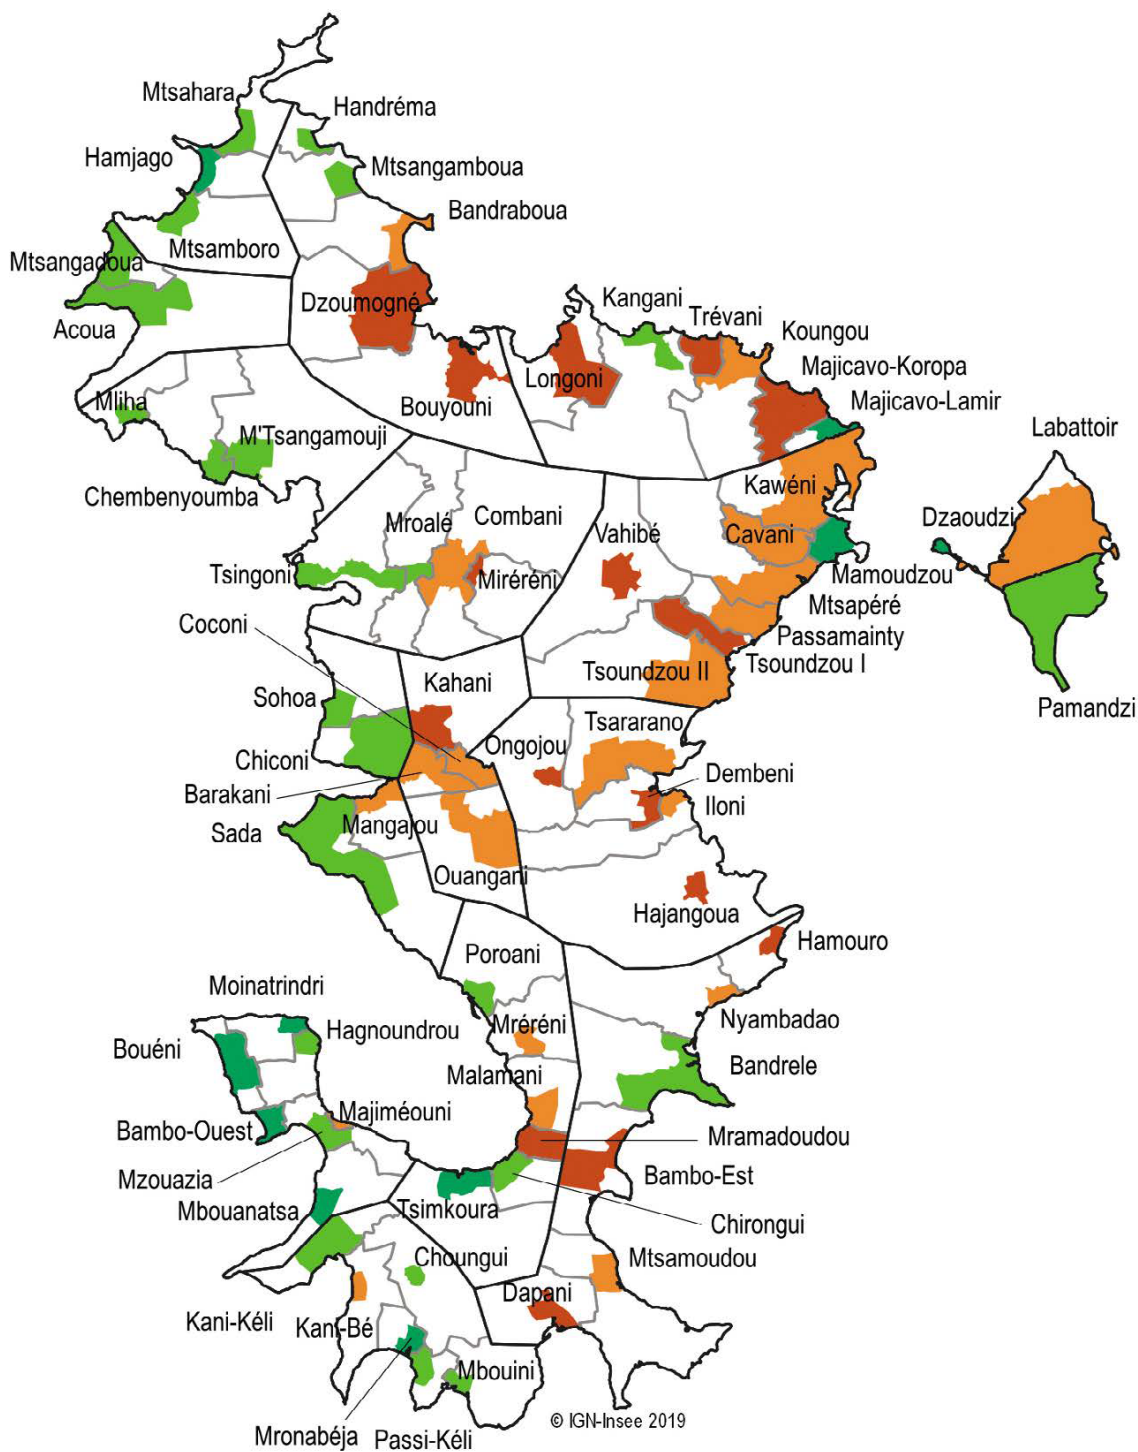 Mtsahara
Handréma
Hamjago
Mtsangamboua
Bandraboua
Mtsamboro
Mtsangadoua
Dzoumogné
Kangani
Trévani
Acoua
Koungou
Majicavo-Koropa
Longoni
Mliha
Bouyouni
Majicavo-Lamir
M'Tsangamouji
Labattoir
Chembenyoumba
Kawéni
Combani
Mroalé
Vahibé
Cavani
Dzaoudzi
Tsingoni
Miréréni
Mamoudzou
Mtsapéré
Coconi
Passamainty
Tsoundzou I
Tsoundzou II
Kahani
Sohoa
Pamandzi
Tsararano
Ongojou
Chiconi
Dembeni
Barakani
Iloni
Mangajou
Sada
Ouangani
Hajangoua
Hamouro
Poroani
Moinatrindri
Nyambadao
Mréréni
Hagnoundrou
Bouéni
Bandrele
Malamani
Majiméouni
Bambo-Ouest
Mramadoudou
Mzouazia
Bambo-Est
Mbouanatsa
Tsimkoura
Chirongui
Choungui
Mtsamoudou
Dapani
Kani-Kéli
Kani-Bé
Mbouini
© IGN-Insee 2019
Mronabéja
Passi-Kéli